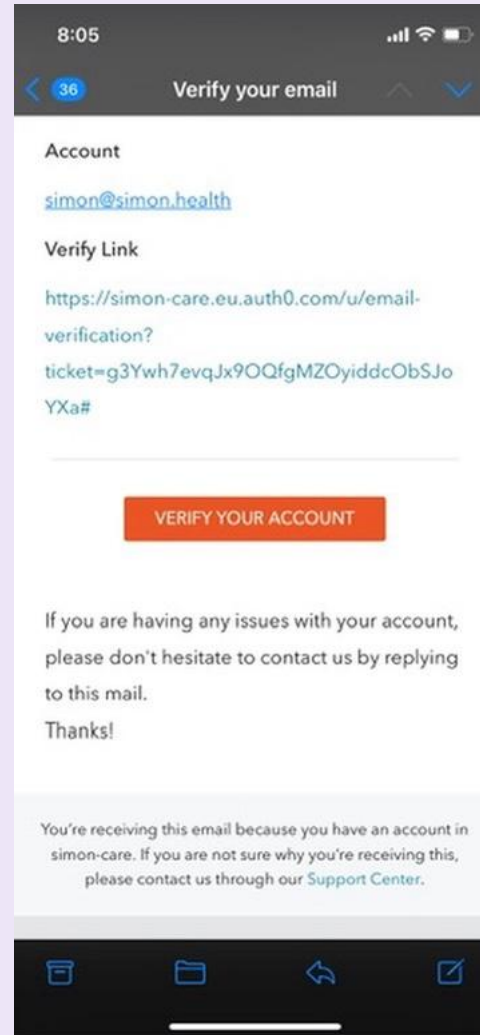 8:05
36 Verify your email
Account
simon@simon.health
Verify Link
https://simon-care.eu.auth0.com/u/email-
verification?
ticket=g3Ywh7evqJx9OQfgMZOyiddcObSJo
YXa#
VERIFY YOUR ACCOUNT
If you are having any issues with your account,
please don't hesitate to contact us by replying
to this mail.
Thanks!
You're receiving this email because you have an account in
simon-care. If you are not sure why you're receiving this,
please contact us through our Support Center.